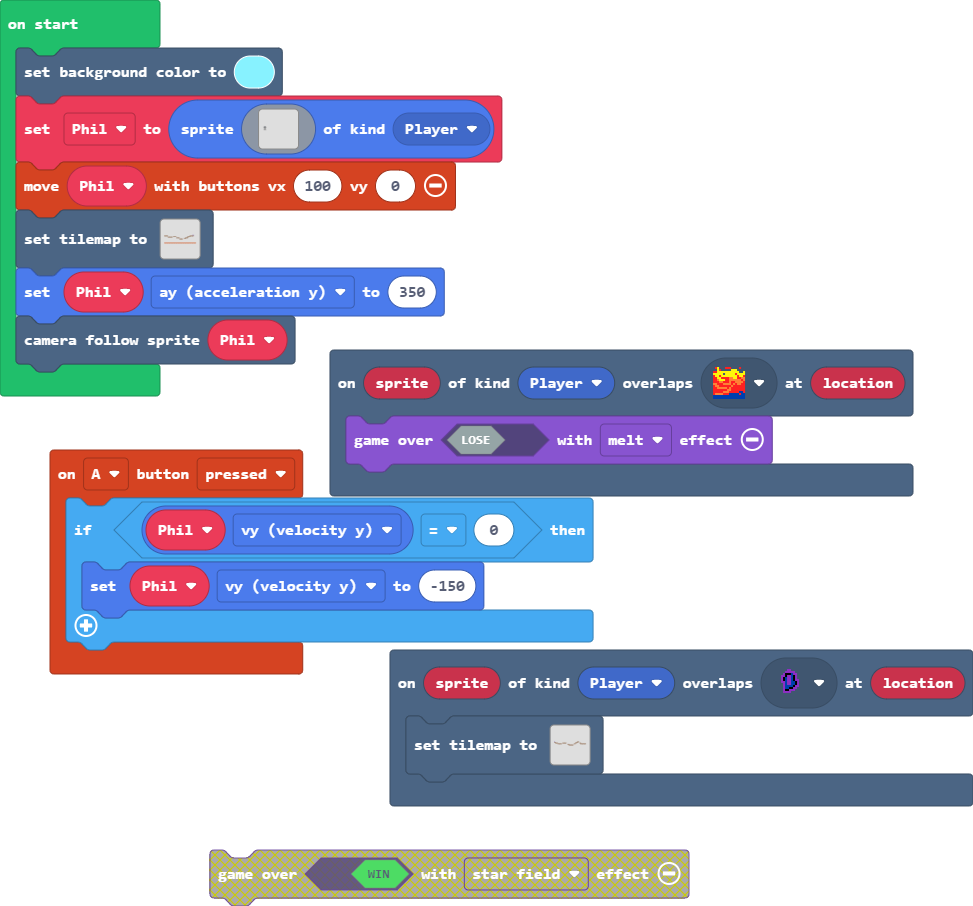 on start
set background color to
set Phil to sprite of kind Player
move Phil with buttons vx 100 vy 0
set tilemap to
set Phil ay (acceleration y) to 350
camera follow sprite Phil
on sprite of kind Player overlaps at location
game over LOSE with melt effect
on A button pressed
if Phil vy (velocity y) = 0 then
set Phil vy (velocity y) to -150
on sprite of kind Player overlaps at location
set tilemap to
game over WIN with star field effect